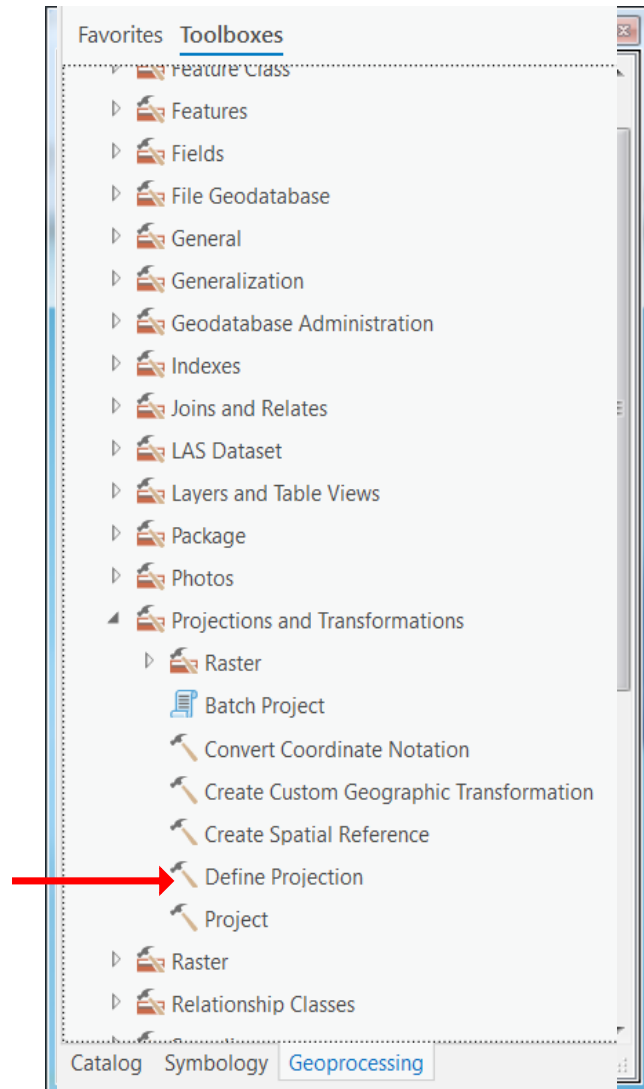 Favorites Toolboxes
Feature Class
Features
Fields
File Geodatabase
General
Generalization
Geodatabase Administration
Indexes
Joins and Relates
LAS Dataset
Layers and Table Views
Package
Photos
Projections and Transformations
Raster
Batch Project
Convert Coordinate Notation
Create Custom Geographic Transformation
Create Spatial Reference
Define Projection
Project
Raster
Relationship Classes
Catalog Symbology Geoprocessing